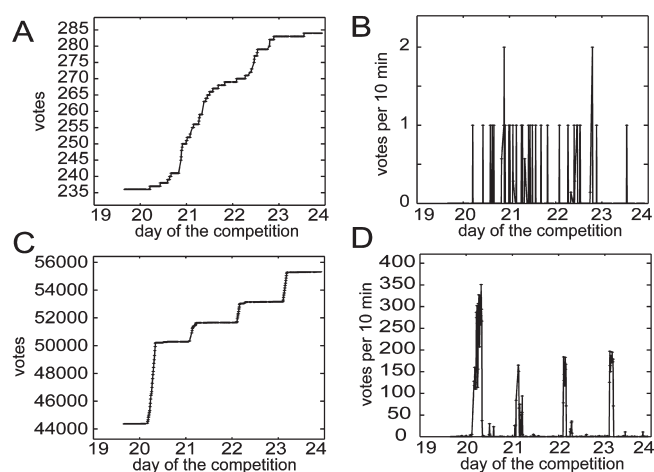 A
285
280
275
270
265
260
255
250
245
240
235
votes
19 20 21 22 23 24
day of the competition
B
2
1
0
votes per 10 min
19 20 21 22 23 24
day of the competition
C
56000
54000
52000
50000
48000
46000
44000
votes
19 20 21 22 23 24
day of the competition
D
400
350
300
250
200
150
100
50
0
votes per 10 min
19 20 21 22 23 24
day of the competition